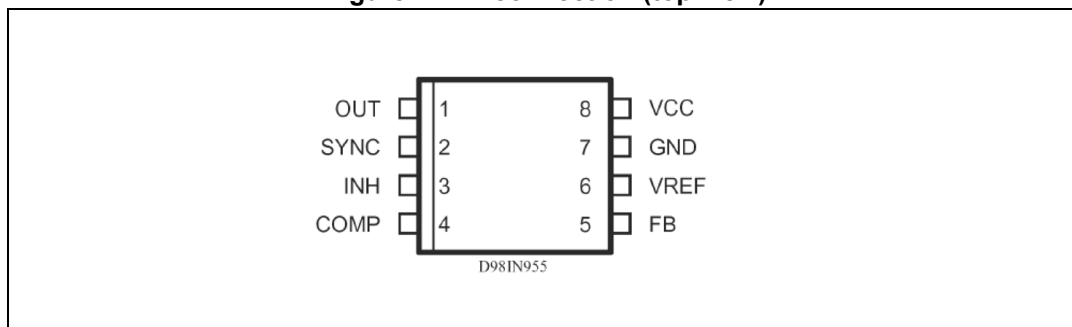 OUT 1 8 VCC
SYNC 2 7 GND
INH 3 6 VREF
COMP 4 5 FB
D98IN955